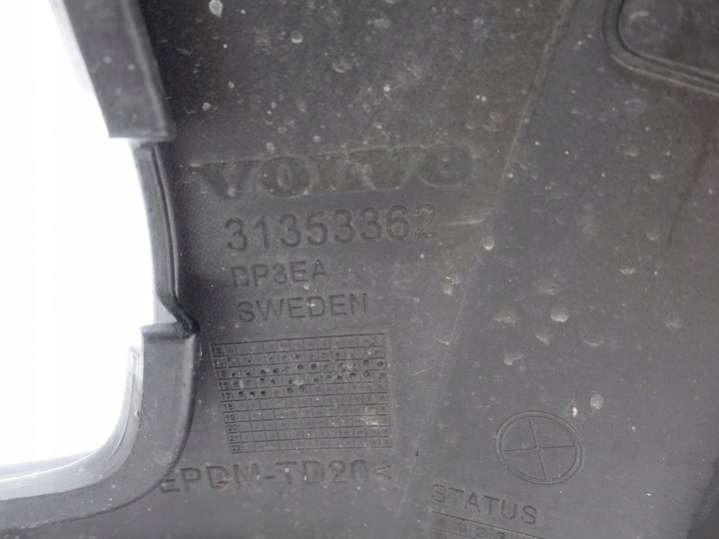 VOLVO
31353362
BP3EA
SWEDEN
EPDM-TD20<
STATUS